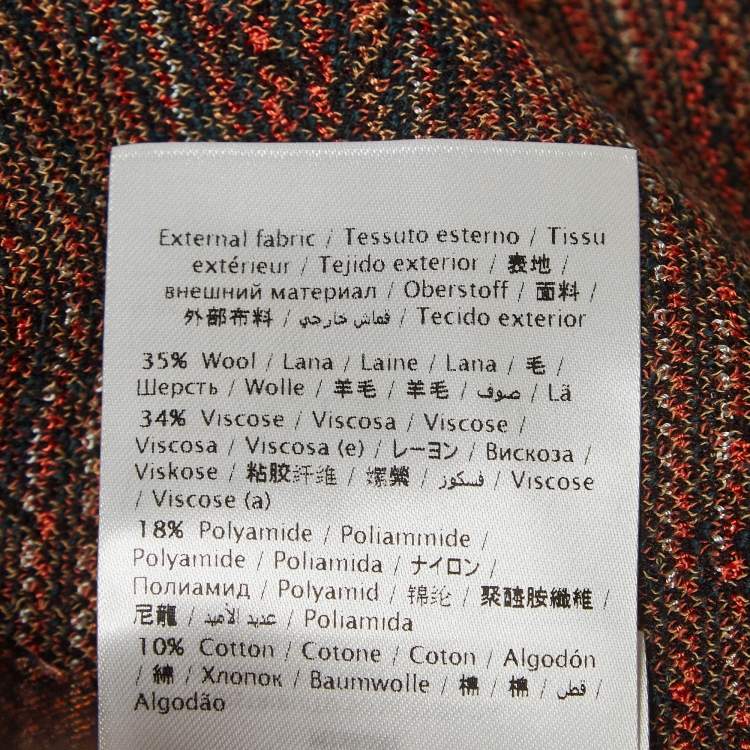 External fabric / Tessuto esterno / Tissu
extérieur / Tejido exterior / 表地 /
внешний материал / Oberstoff / 面料 /
外部布料 / قماش خارجي / Tecido exterior
35% Wool / Lana / Laine / Lana / 毛 /
Шерсть / Wolle / 羊毛 / 羊毛 / صوف / Lã
34% Viscose / Viscosa / Viscose /
Viscosa / Viscosa (e) / レーヨン / Вискоза /
Viskose / 粘胶纤维 / 嫘縈 / فسكوز / Viscose
/ Viscose (a)
18% Polyamide / Poliammide /
Polyamide / Poliamida / ナイロン /
Полиамид / Polyamid / 锦纶 / 聚醯胺纖維 /
尼龍 / عديد الأميد / Poliamida
10% Cotton / Cotone / Coton / Algodón
/ 綿 / Хлопок / Baumwolle / 棉 / 棉 / قطن /
Algodão